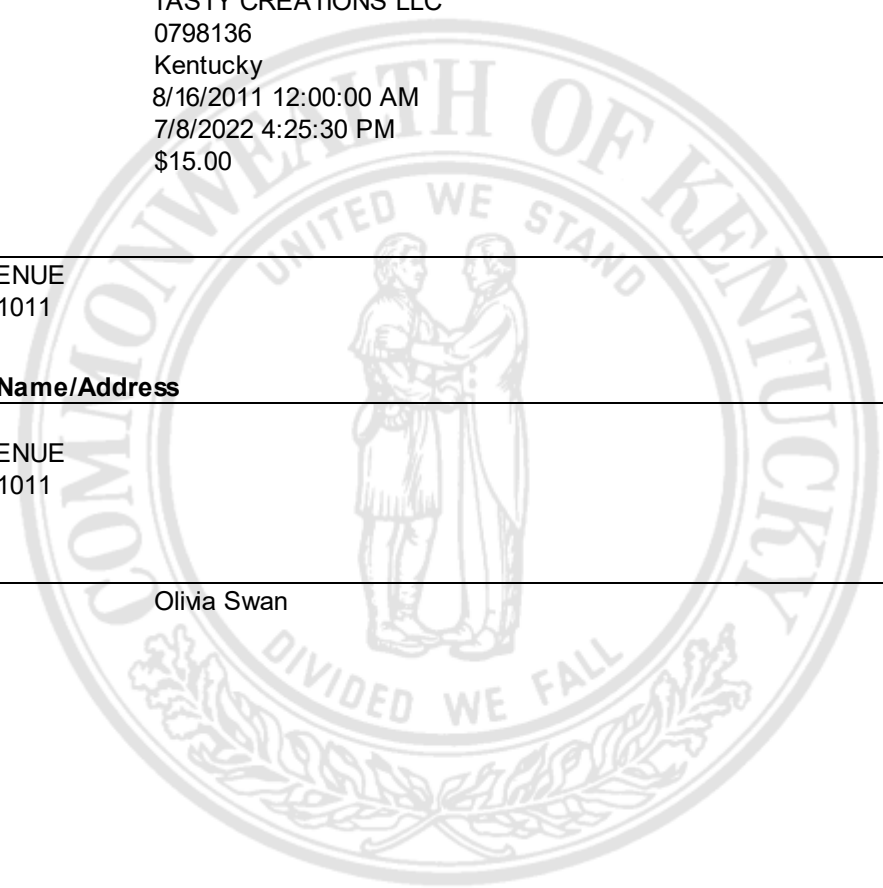 TASTY CREATIONS LLC
0798136
Kentucky
8/16/2011 12:00:00 AM
7/8/2022 4:25:30 PM
$15.00
ENUE
1011
Name/Address
ENUE
1011
Olivia Swan
COMMONWEALTH OF KENTUCKY
UNITED WE STAND
DIVIDED WE FALL